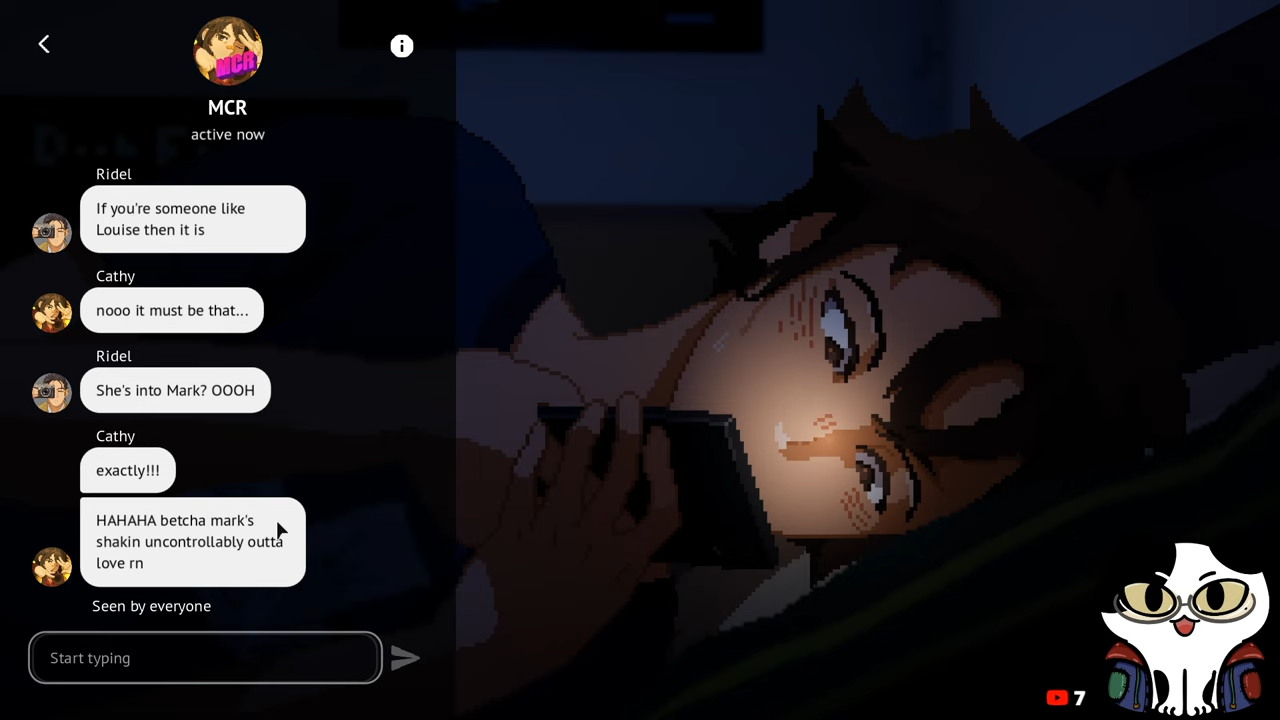 MCR
MCR
active now
Ridel
If you're someone like
Louise then it is
Cathy
nooo it must be that...
Ridel
She's into Mark? OOOH
Cathy
exactly!!!
HAHAHA betcha mark's
shakin uncontrollably outta
love rn
Seen by everyone
Start typing
7